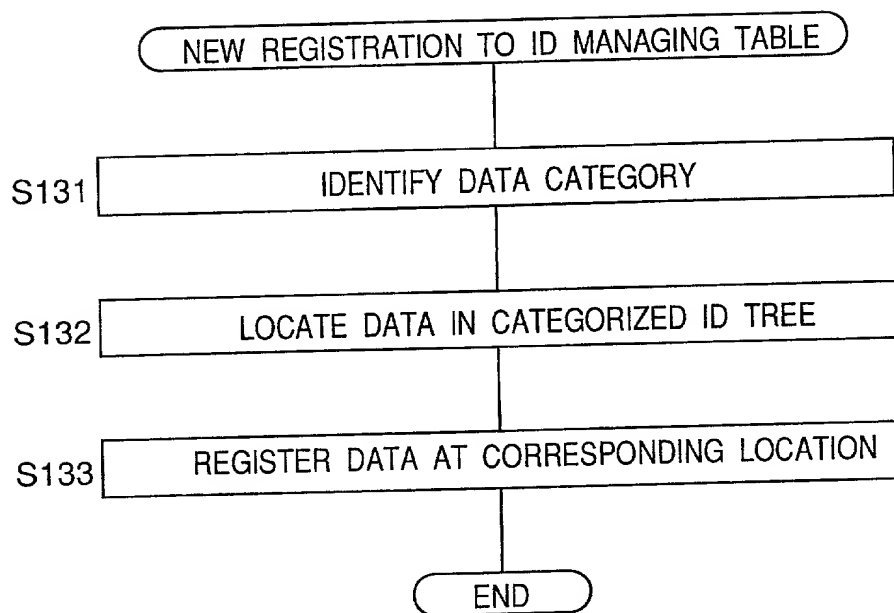 NEW REGISTRATION TO ID MANAGING TABLE
S131 IDENTIFY DATA CATEGORY
S132 LOCATE DATA IN CATEGORIZED ID TREE
S133 REGISTER DATA AT CORRESPONDING LOCATION
END